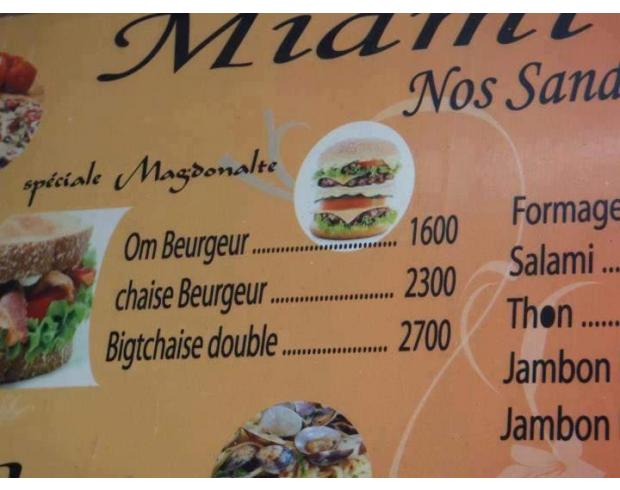 Miami
Nos Sand
spéciale Magdonalte
Om Beurgeur ........................... 1600
chaise Beurgeur ....................... 2300
Bigtchaise double ................... 2700
Formage
Salami ...
Thon ......
Jambon
Jambon